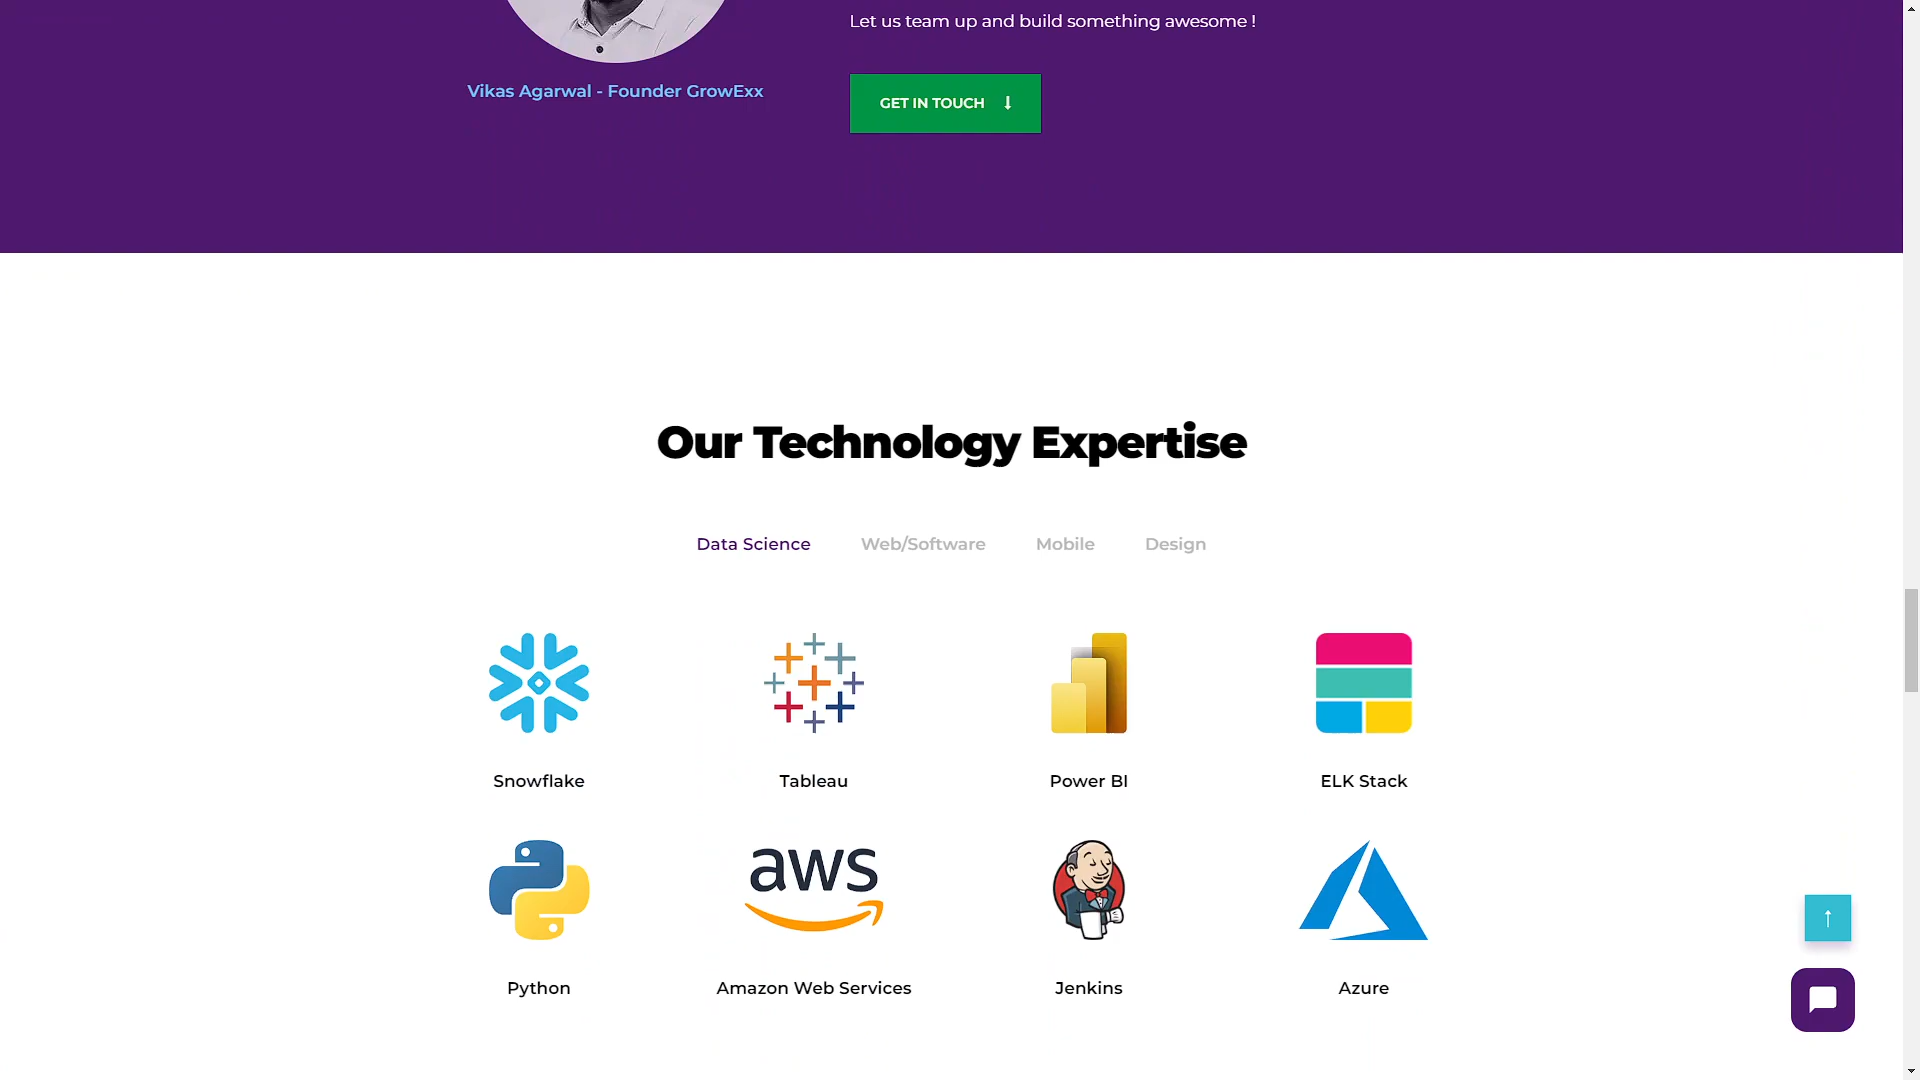 Let us team up and build something awesome !
Vikas Agarwal - Founder GrowExx
GET IN TOUCH
Our Technology Expertise
Data Science
Web/Software
Mobile
Design
Snowflake
Tableau
Power BI
ELK Stack
aws
Python
Amazon Web Services
Jenkins
Azure